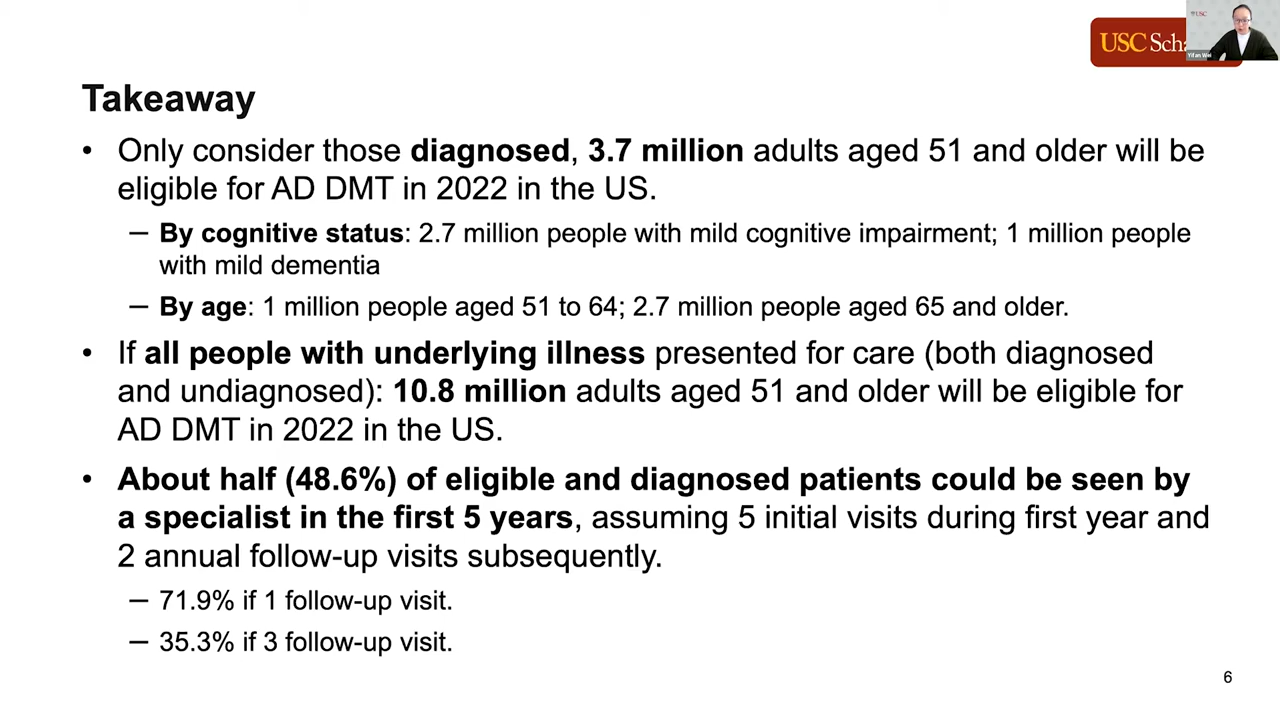 USC
USC Scha
Yifan Wei
Takeaway
• Only consider those diagnosed, 3.7 million adults aged 51 and older will be
eligible for AD DMT in 2022 in the US.
– By cognitive status: 2.7 million people with mild cognitive impairment; 1 million people
with mild dementia
– By age: 1 million people aged 51 to 64; 2.7 million people aged 65 and older.
• If all people with underlying illness presented for care (both diagnosed
and undiagnosed): 10.8 million adults aged 51 and older will be eligible for
AD DMT in 2022 in the US.
• About half (48.6%) of eligible and diagnosed patients could be seen by
a specialist in the first 5 years, assuming 5 initial visits during first year and
2 annual follow-up visits subsequently.
– 71.9% if 1 follow-up visit.
– 35.3% if 3 follow-up visit.
6